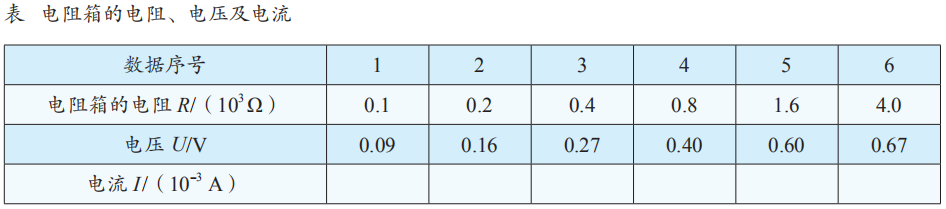 表 电阻箱的电阻、电压及电流
数据序号 1 2 3 4 5 6
电阻箱的电阻 R/（10³Ω） 0.1 0.2 0.4 0.8 1.6 4.0
电压 U/V 0.09 0.16 0.27 0.40 0.60 0.67
电流 I/（10⁻³ A）